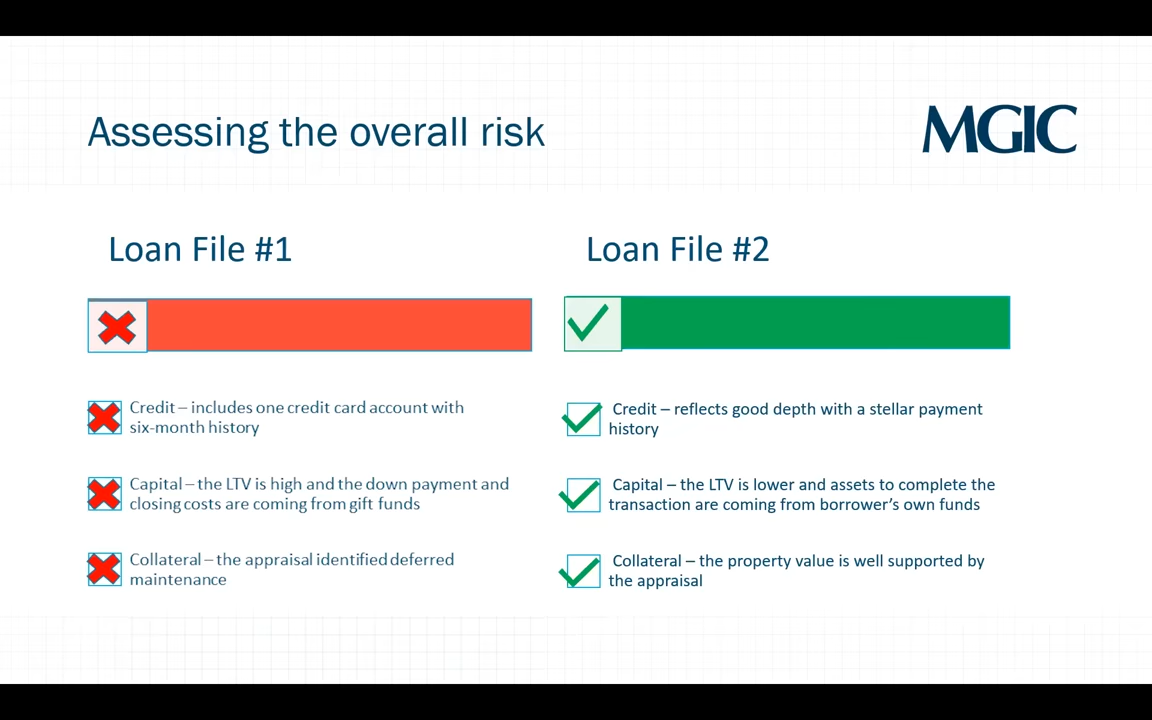 Assessing the overall risk
MGIC
Loan File #1
Credit – includes one credit card account with
six-month history
Capital – the LTV is high and the down payment and
closing costs are coming from gift funds
Collateral – the appraisal identified deferred
maintenance
Loan File #2
Credit – reflects good depth with a stellar payment
history
Capital – the LTV is lower and assets to complete the
transaction are coming from borrower’s own funds
Collateral – the property value is well supported by
the appraisal